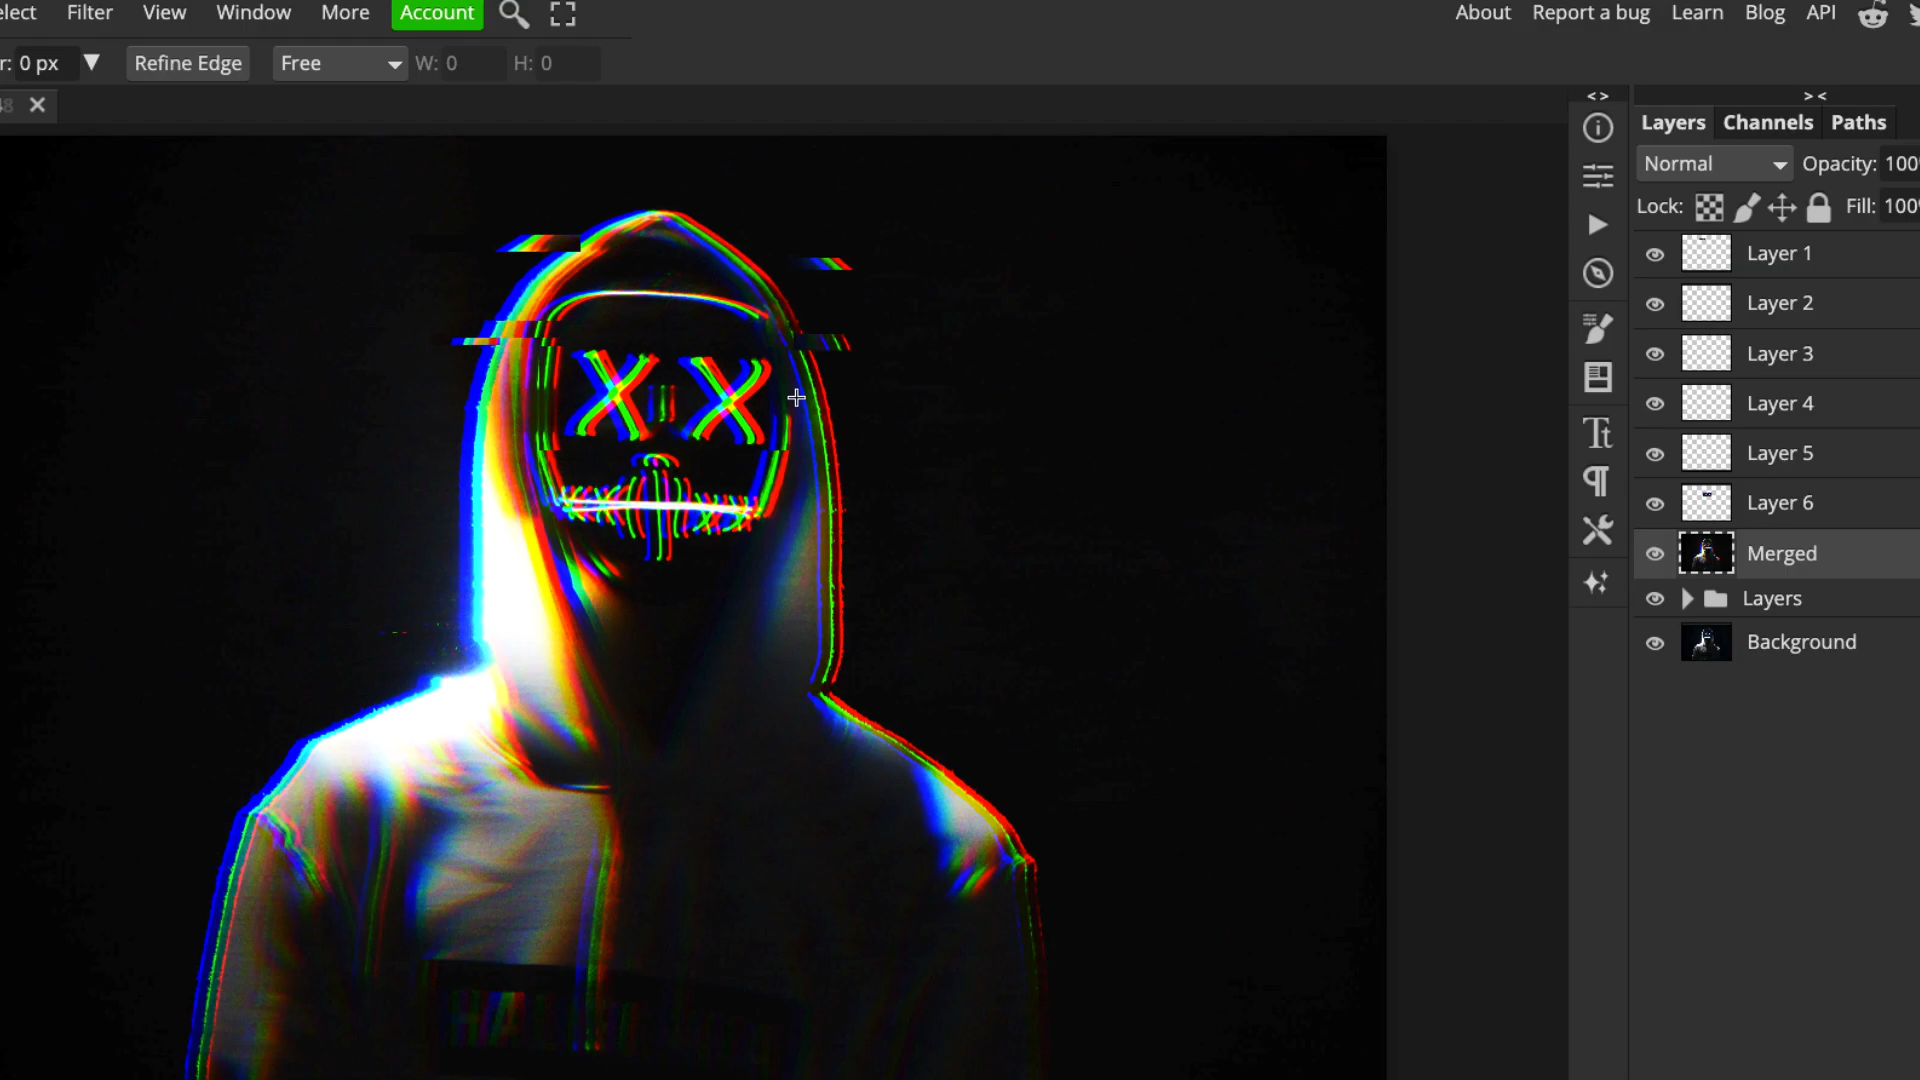 elect Filter View Window More Account About Report a bug Learn Blog API
r: 0 px Refine Edge Free W: 0 H: 0
Layers Channels Paths
Normal Opacity: 100%
Lock: Fill: 100%
Layer 1
Layer 2
Layer 3
Layer 4
Layer 5
Layer 6
Merged
Layers
Background